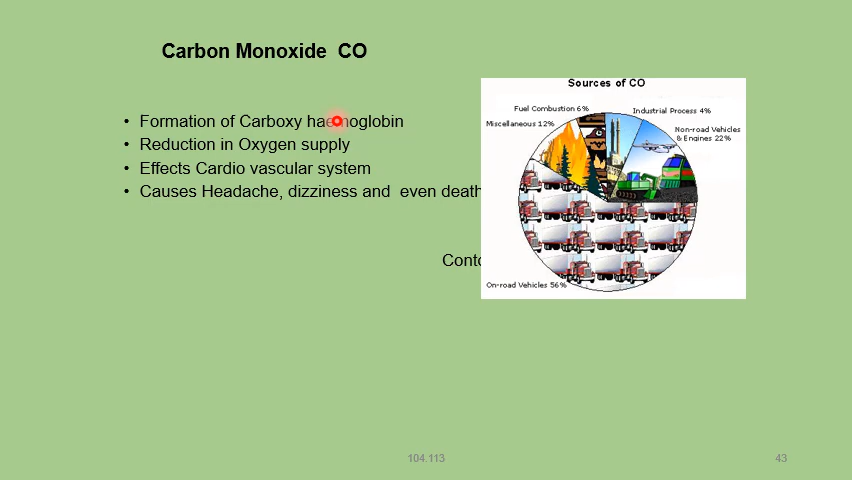 Carbon Monoxide CO
• Formation of Carboxy haemoglobin
• Reduction in Oxygen supply
• Effects Cardio vascular system
• Causes Headache, dizziness and even death
Sources of CO
Fuel Combustion 6%
Industrial Process 4%
Miscellaneous 12%
Non-road Vehicles
& Engines 22%
On-road Vehicles 56%
104.113
43